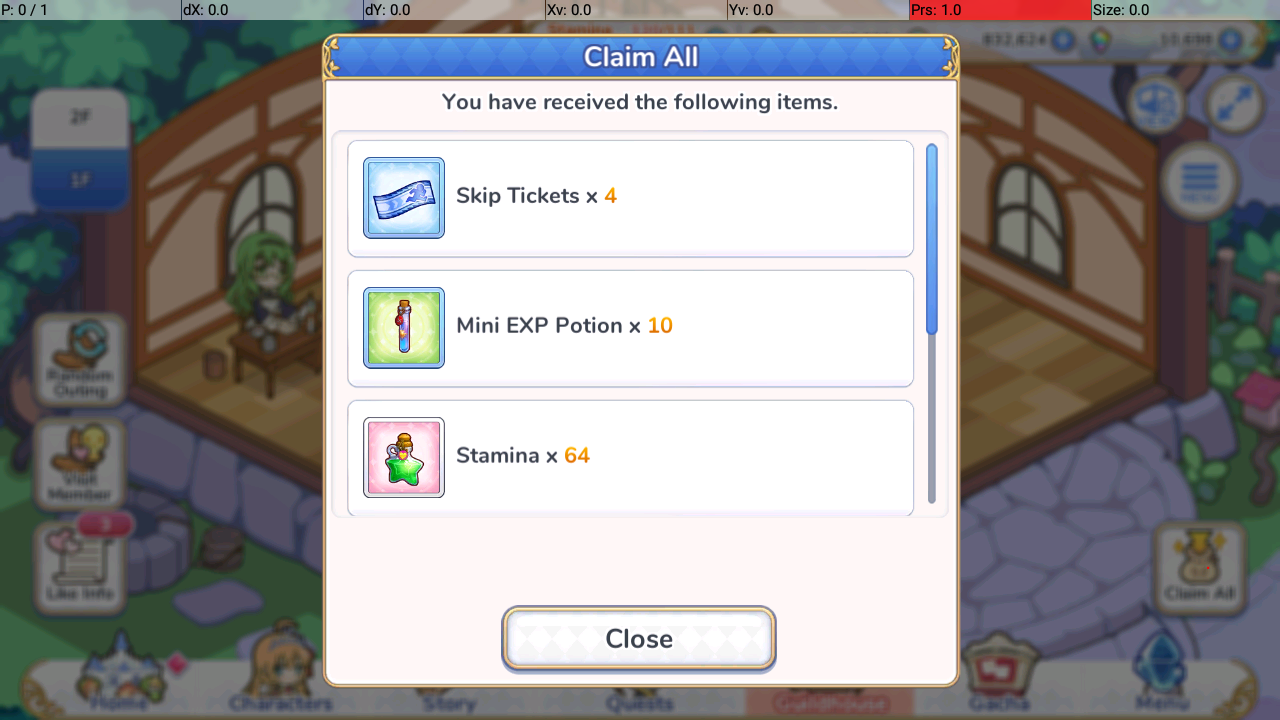 P: 0 / 1 dX: 0.0 dY: 0.0 Xv: 0.0 Yv: 0.0 Prs: 1.0 Size: 0.0
Claim All
You have received the following items.
Skip Tickets x 4
Mini EXP Potion x 10
Stamina x 64
Close
2F
1F
Random
Outing
Visit
Member
3
Like Info
MENU
Claim All
Home
Characters
Story
Quests
Guildhouse
Gacha
Menu